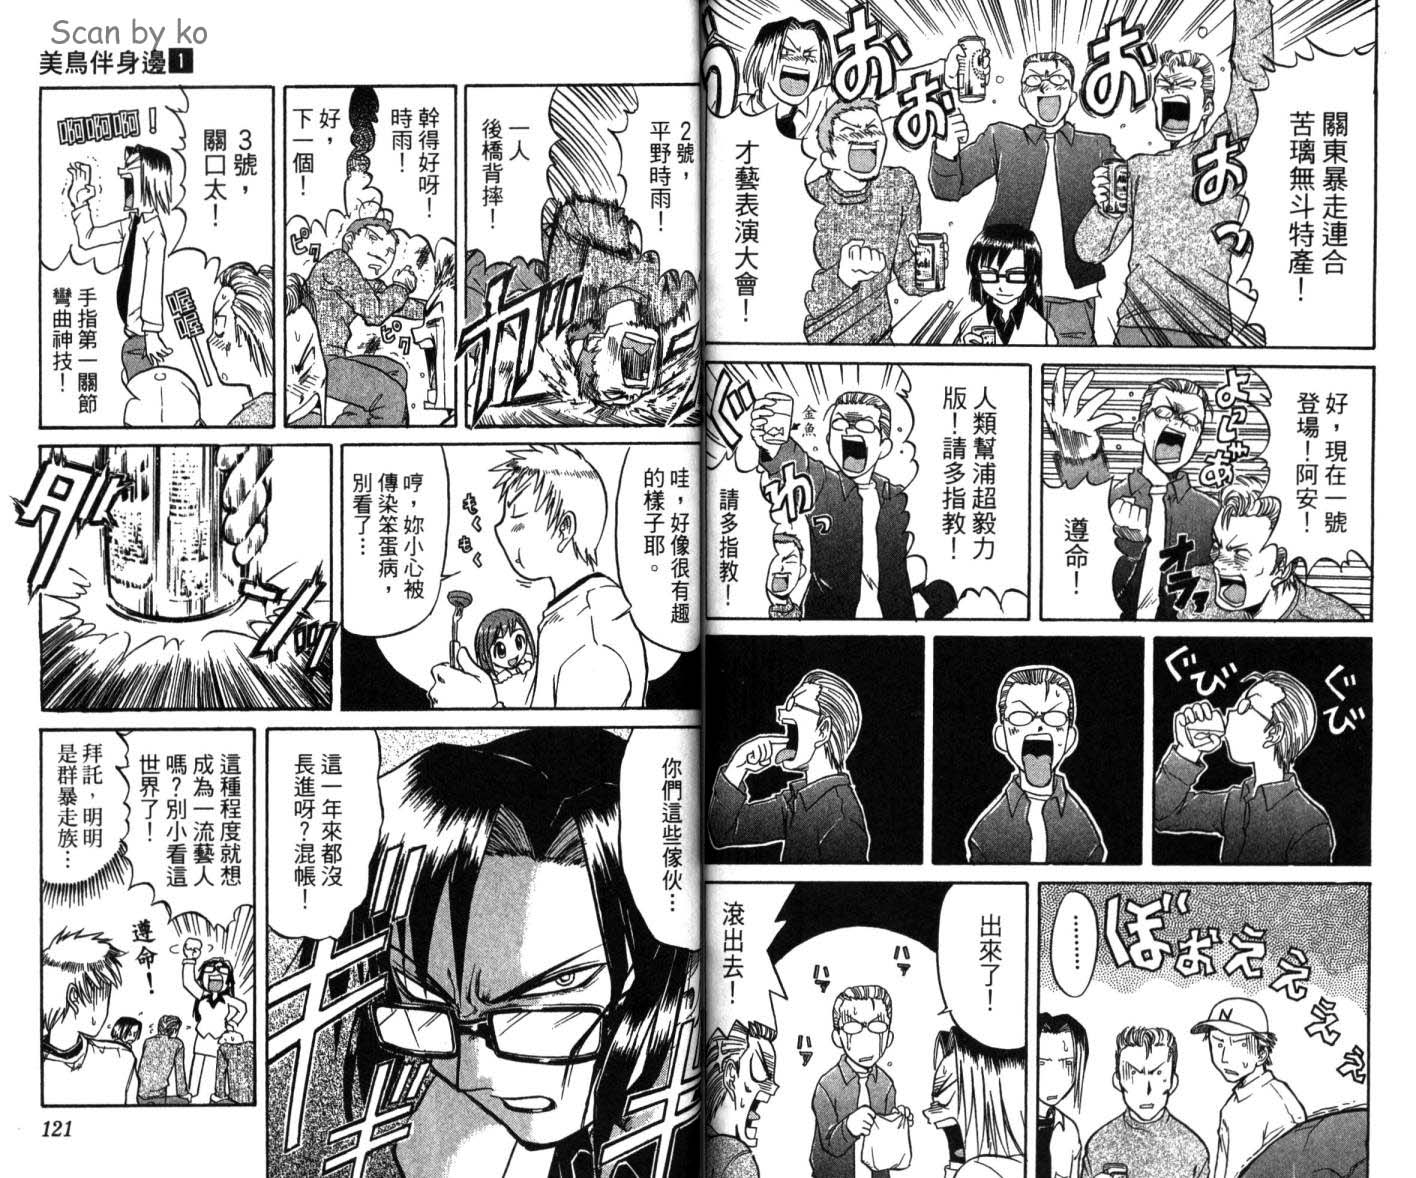 Scan by ko
美鳥伴身邊1
關東暴走連合
苦璃無斗特產！
おおおおっ
才藝表演大會！
好，現在一號
登場！阿安！
よっしゃあ
遵命！
オラァ
人類幫浦超毅力
版！請多指教！
金魚
わっ
請多指教！
ぐび
ぐび
………
ぼおぉええええ
出來了！
ハァ
ハァ
滾出去！
2號，
平野時雨！
一人
後橋背摔！
ガゴッ
幹得好呀！
時雨！
好，
下一個！
ピク
ピク
3號，
關口太！
啊啊啊！
喔喔
手指第一關節
彎曲神技！
哇，好像很有趣
的樣子耶。
もくもく
哼，妳小心被
傳染笨蛋病，
別看了…
ダン
你們這些傢伙…
這一年來都沒
長進呀？混帳！
這種程度就想
成為一流藝人
嗎？別小看這
世界了！
遵命！
拜託，明明
是群暴走族…
121